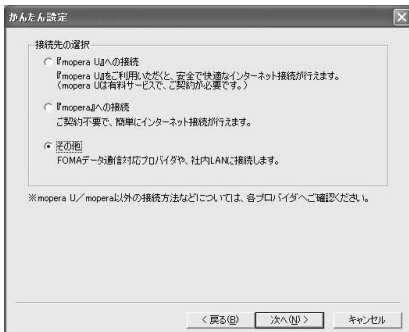 かんたん設定
接続先の選択
『mopera U』への接続
『mopera U』をご利用いただくと、安全で快適なインターネット接続が行えます。
(mopera Uは有料サービスで、ご契約が必要です。)
『mopera』への接続
ご契約不要で、簡単にインターネット接続が行えます。
その他
FOMAデータ通信対応プロバイダや、社内LANに接続します。
※mopera U/mopera以外の接続方法などについては、各プロバイダへご確認ください。
< 戻る(B)
次へ(N) >
キャンセル